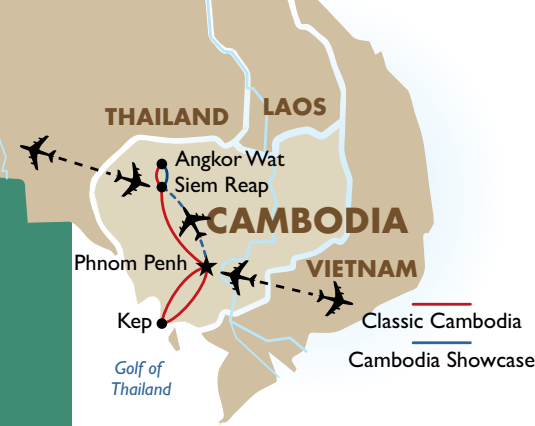 THAILAND
LAOS
Angkor Wat
Siem Reap
CAMBODIA
Phnom Penh
VIETNAM
Kep
Classic Cambodia
Cambodia Showcase
Golf of
Thailand